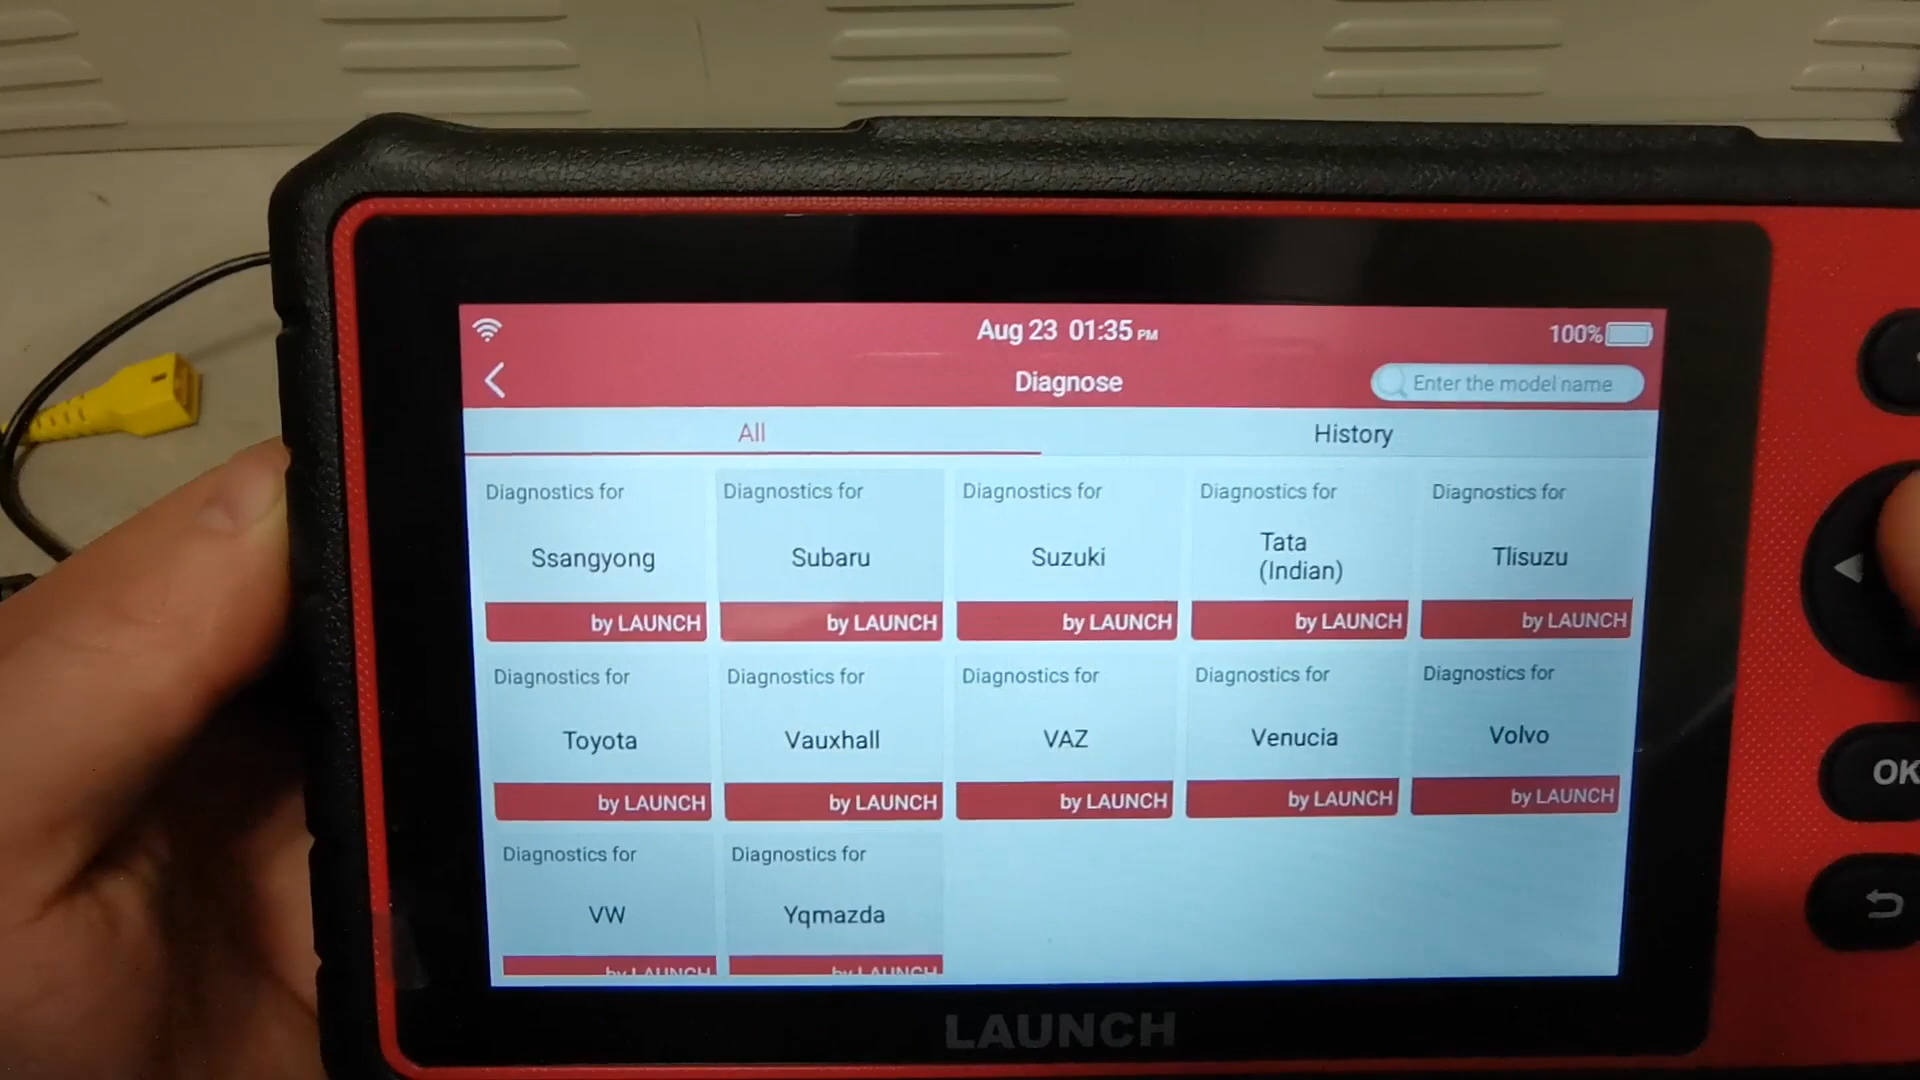 Aug 23 01:35 PM
100%
Diagnose
Enter the model name
All
History
Diagnostics for
Ssangyong
by LAUNCH
Diagnostics for
Subaru
by LAUNCH
Diagnostics for
Suzuki
by LAUNCH
Diagnostics for
Tata
(Indian)
by LAUNCH
Diagnostics for
Tlisuzu
by LAUNCH
Diagnostics for
Toyota
by LAUNCH
Diagnostics for
Vauxhall
by LAUNCH
Diagnostics for
VAZ
by LAUNCH
Diagnostics for
Venucia
by LAUNCH
Diagnostics for
Volvo
by LAUNCH
Diagnostics for
VW
by LAUNCH
Diagnostics for
Yqmazda
by LAUNCH
OK
LAUNCH